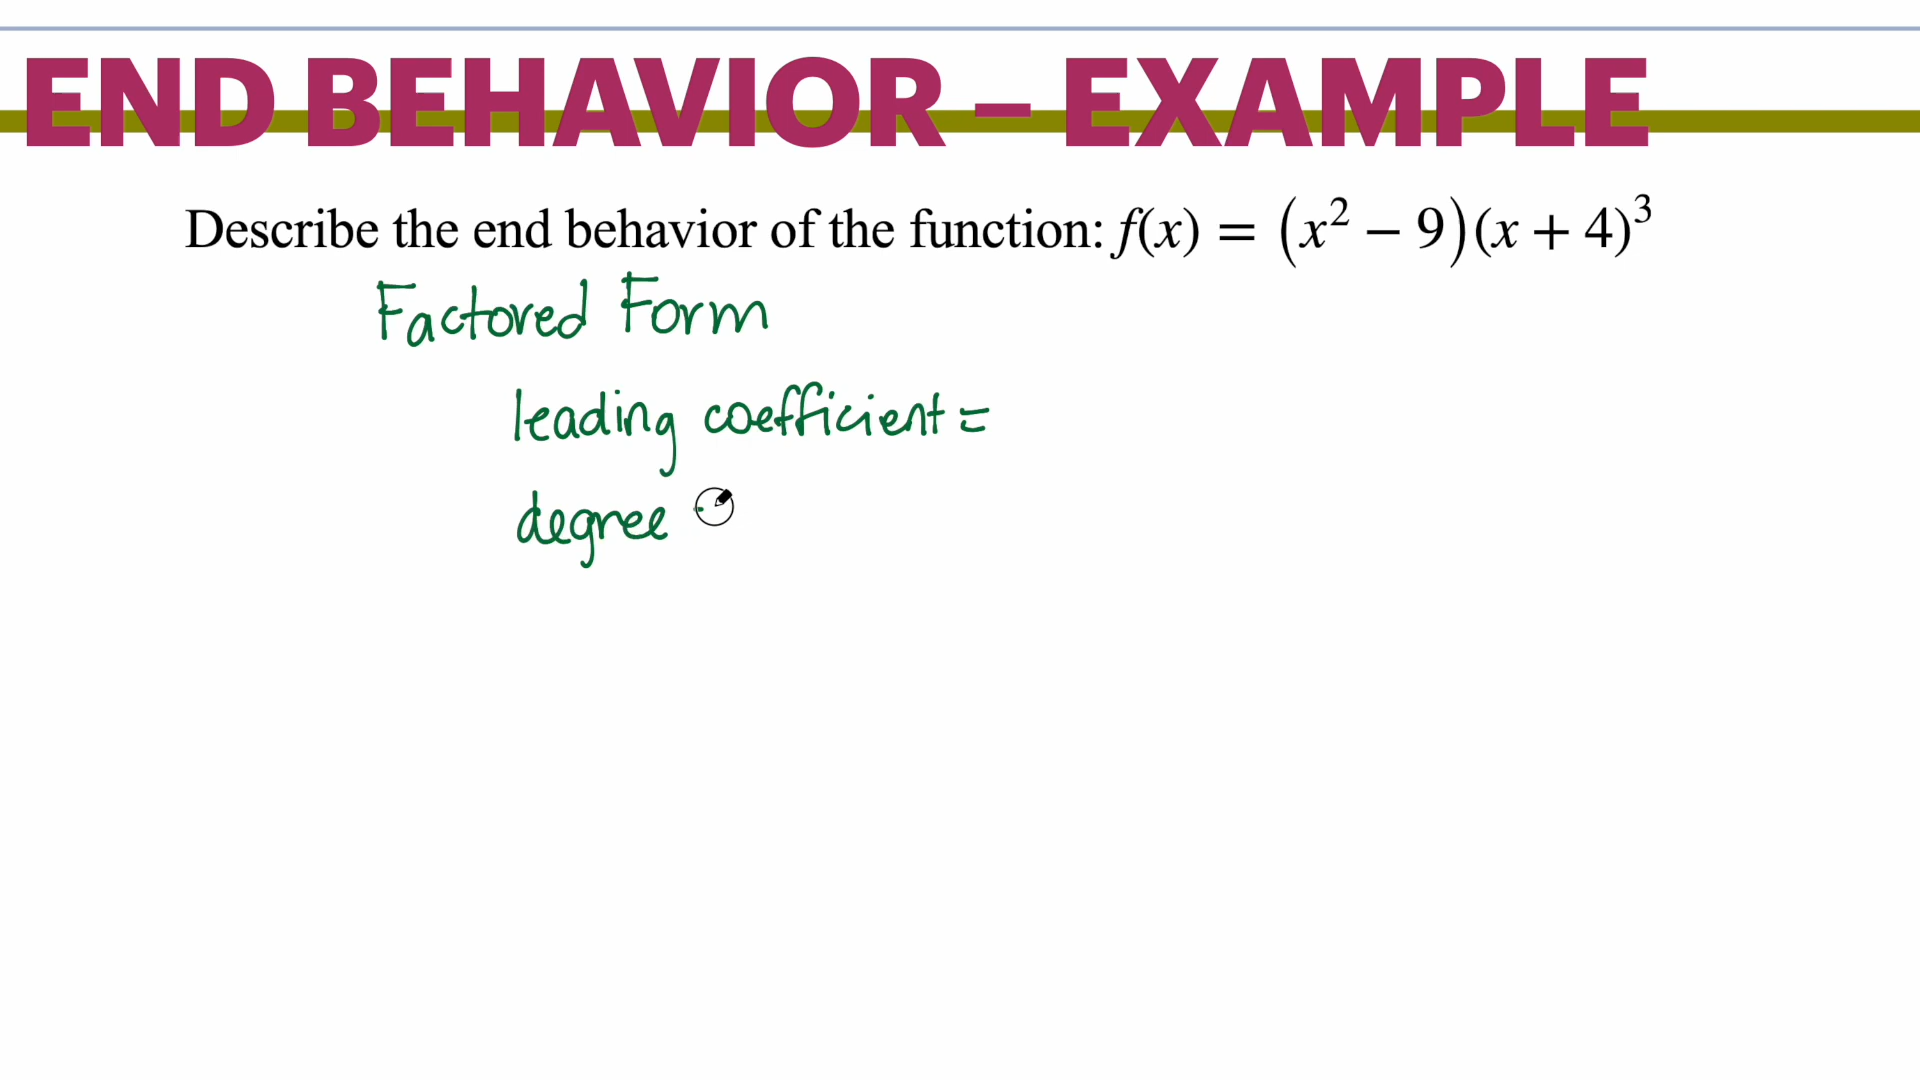 END BEHAVIOR – EXAMPLE
Describe the end behavior of the function: f(x) = (x² − 9)(x + 4)³
Factored Form
leading coefficient =
degree -